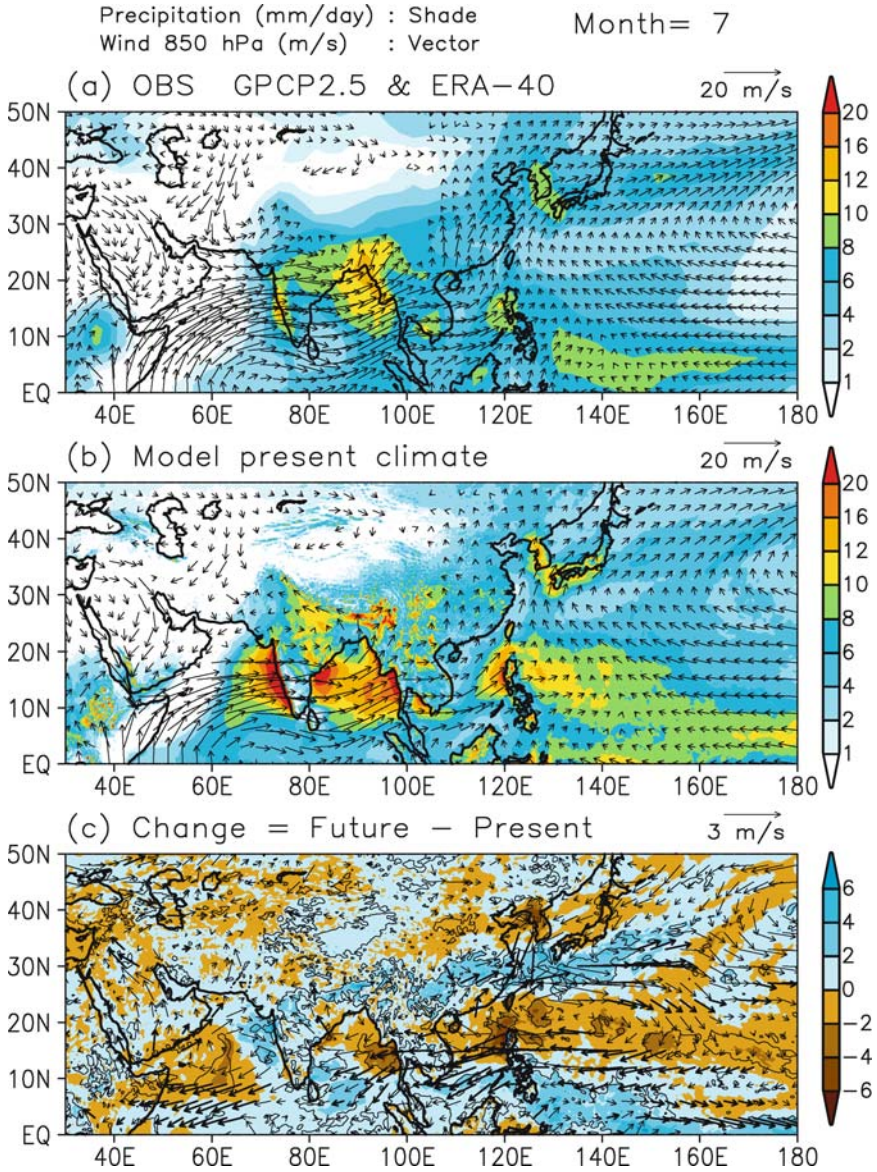 Precipitation (mm/day) : Shade
Wind 850 hPa (m/s) : Vector
Month= 7
(a) OBS GPCP2.5 & ERA-40
20 m/s
50N
40N
30N
20N
10N
EQ
40E 60E 80E 100E 120E 140E 160E 180
20
16
12
10
8
6
4
2
1
(b) Model present climate
20 m/s
50N
40N
30N
20N
10N
EQ
40E 60E 80E 100E 120E 140E 160E 180
20
16
12
10
8
6
4
2
1
(c) Change = Future - Present
3 m/s
50N
40N
30N
20N
10N
EQ
40E 60E 80E 100E 120E 140E 160E 180
6
4
2
0
-2
-4
-6